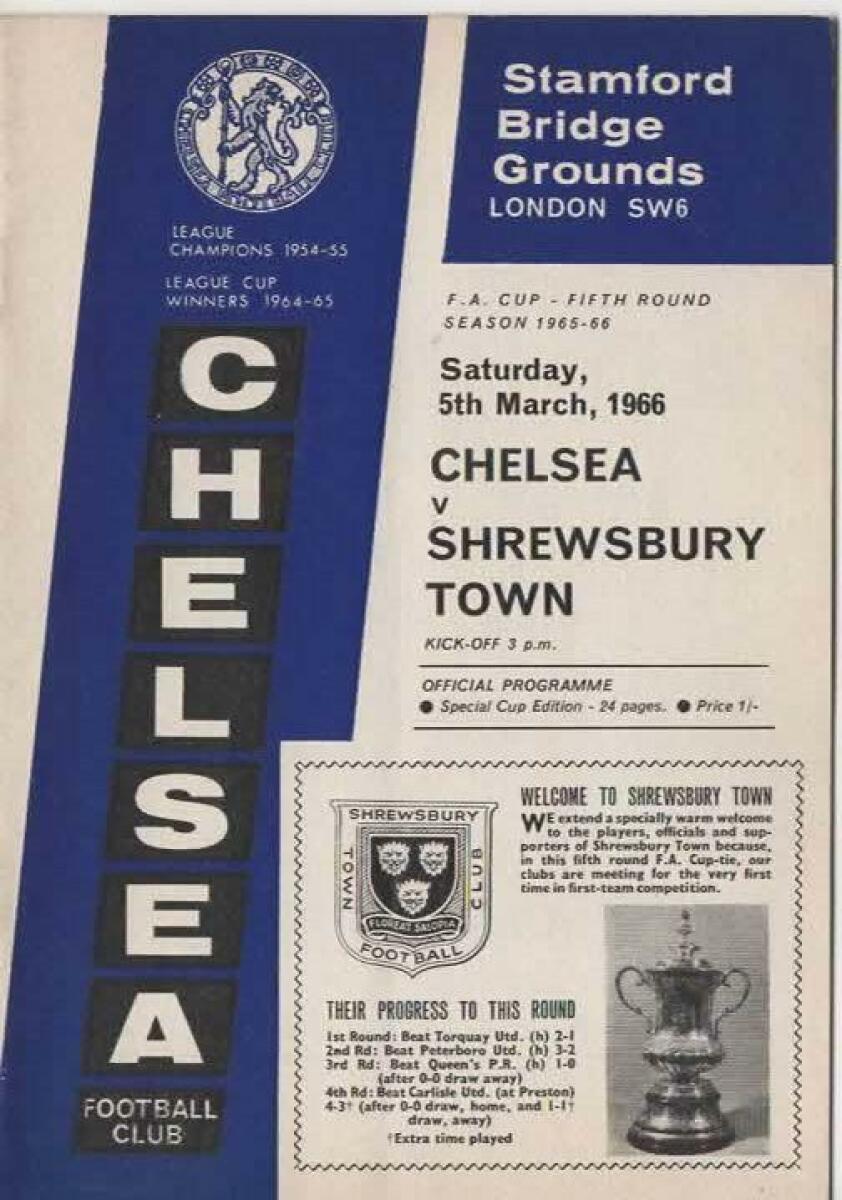 LEAGUE
CHAMPIONS 1954-55
LEAGUE CUP
WINNERS 1964-65
CHELSEA
FOOTBALL
CLUB
Stamford
Bridge
Grounds
LONDON SW6
F.A. CUP - FIFTH ROUND
SEASON 1965-66
Saturday,
5th March, 1966
CHELSEA
v
SHREWSBURY
TOWN
KICK-OFF 3 p.m.
OFFICIAL PROGRAMME
● Special Cup Edition - 24 pages. ● Price 1/-
SHREWSBURY
TOWN
CLUB
FLOREAT SALOPIA
FOOTBALL
WELCOME TO SHREWSBURY TOWN
WE extend a specially warm welcome
to the players, officials and sup-
porters of Shrewsbury Town because,
in this fifth round F.A. Cup-tie, our
clubs are meeting for the very first
time in first-team competition.
THEIR PROGRESS TO THIS ROUND
1st Round: Beat Torquay Utd. (h) 2-1
2nd Rd: Beat Peterboro Utd. (h) 3-2
3rd Rd: Beat Queen's P.R. (h) 1-0
(after 0-0 draw away)
4th Rd: Beat Carlisle Utd. (at Preston)
4-3† (after 0-0 draw, home, and 1-1†
draw, away)
†Extra time played